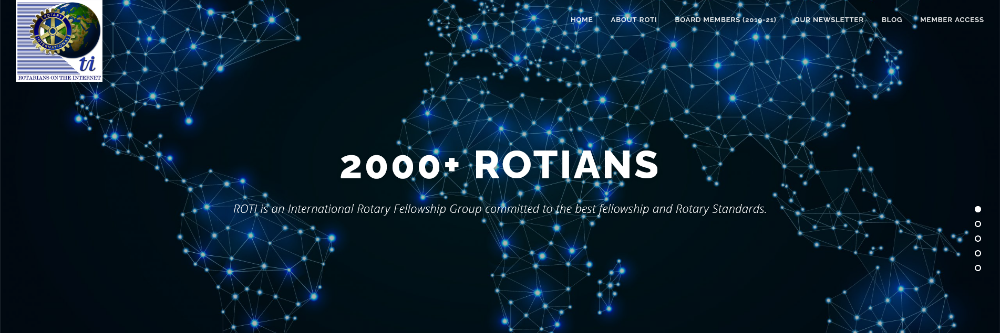 ROTARY
INTERNATIONAL
ti
ROTARIANS ON THE INTERNET
HOME
ABOUT ROTI
BOARD MEMBERS (2019-21)
OUR NEWSLETTER
BLOG
MEMBER ACCESS
2000+ ROTIANS
ROTI is an International Rotary Fellowship Group committed to the best fellowship and Rotary Standards.